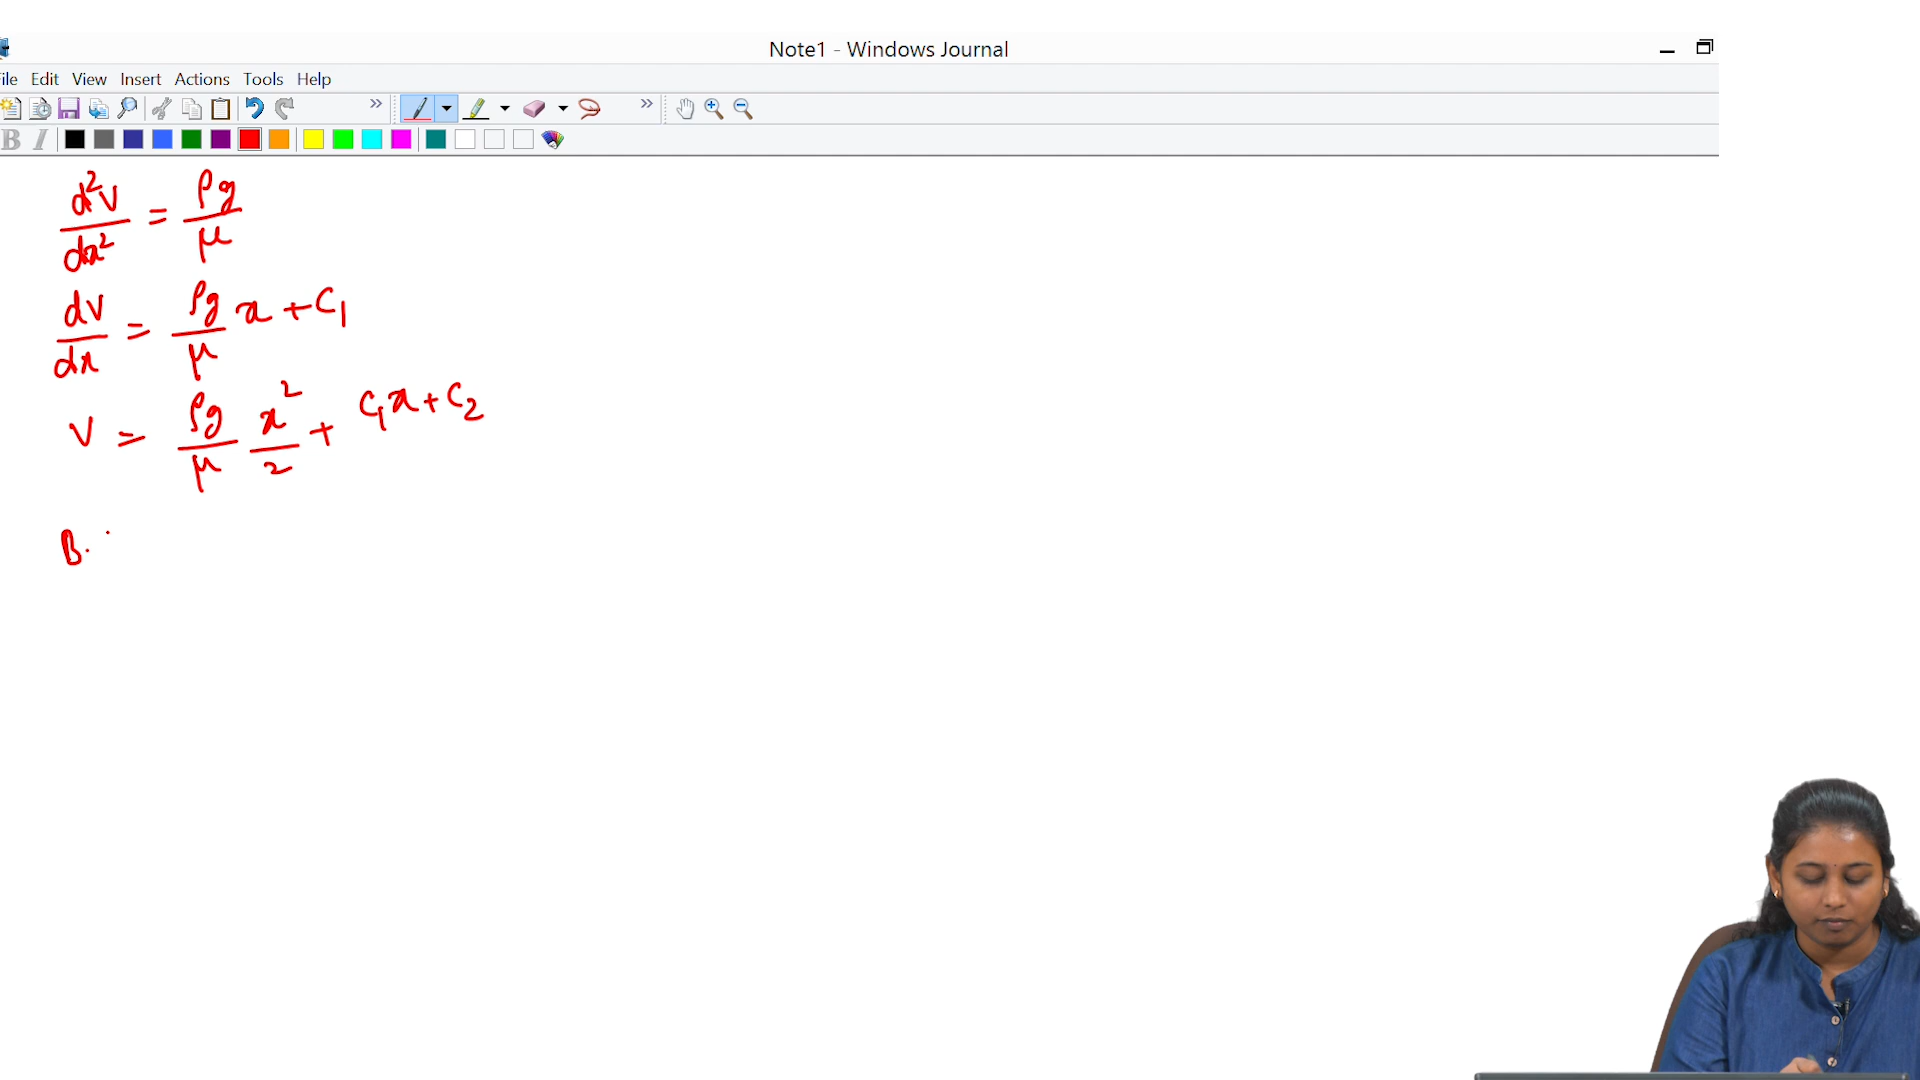 Note1 - Windows Journal
ile Edit View Insert Actions Tools Help
B I
d²v/dx² = ρg/μ
dv/dx = ρg/μ x + C₁
v = ρg/μ x²/2 + C₁x + C₂
B.